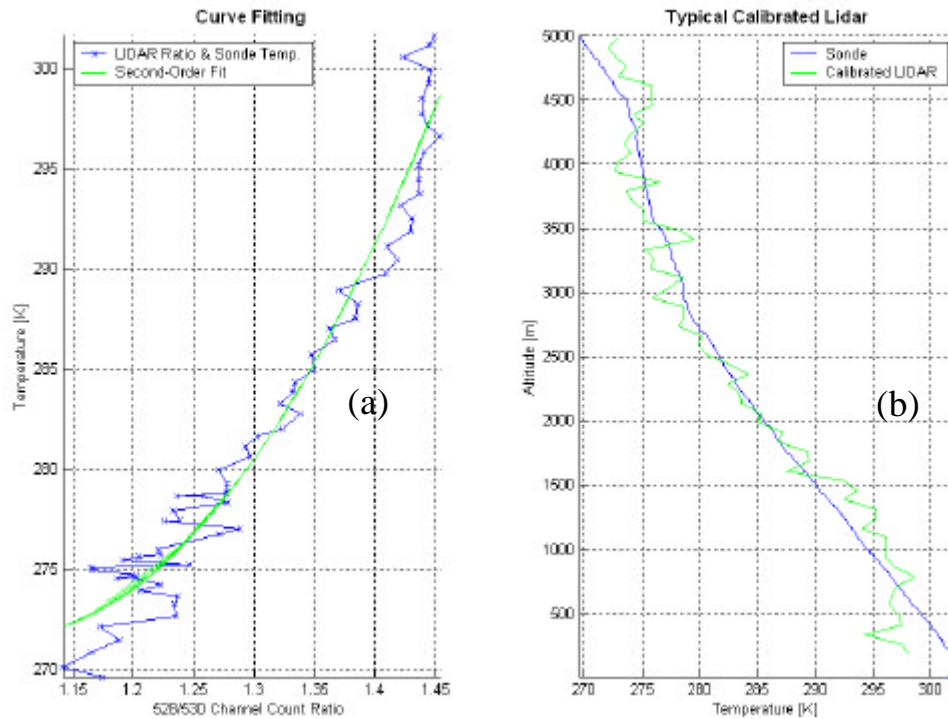 Curve Fitting
LIDAR Ratio & Sonde Temp.
Second-Order Fit
Temperature [K]
300
295
290
285
280
275
270
1.15
1.2
1.25
1.3
1.35
1.4
1.45
528/530 Channel Count Ratio
(a)
Typical Calibrated Lidar
Sonde
Calibrated LIDAR
Altitude [m]
5000
4500
4000
3500
3000
2500
2000
1500
1000
500
270
275
280
285
290
295
300
Temperature [K]
(b)